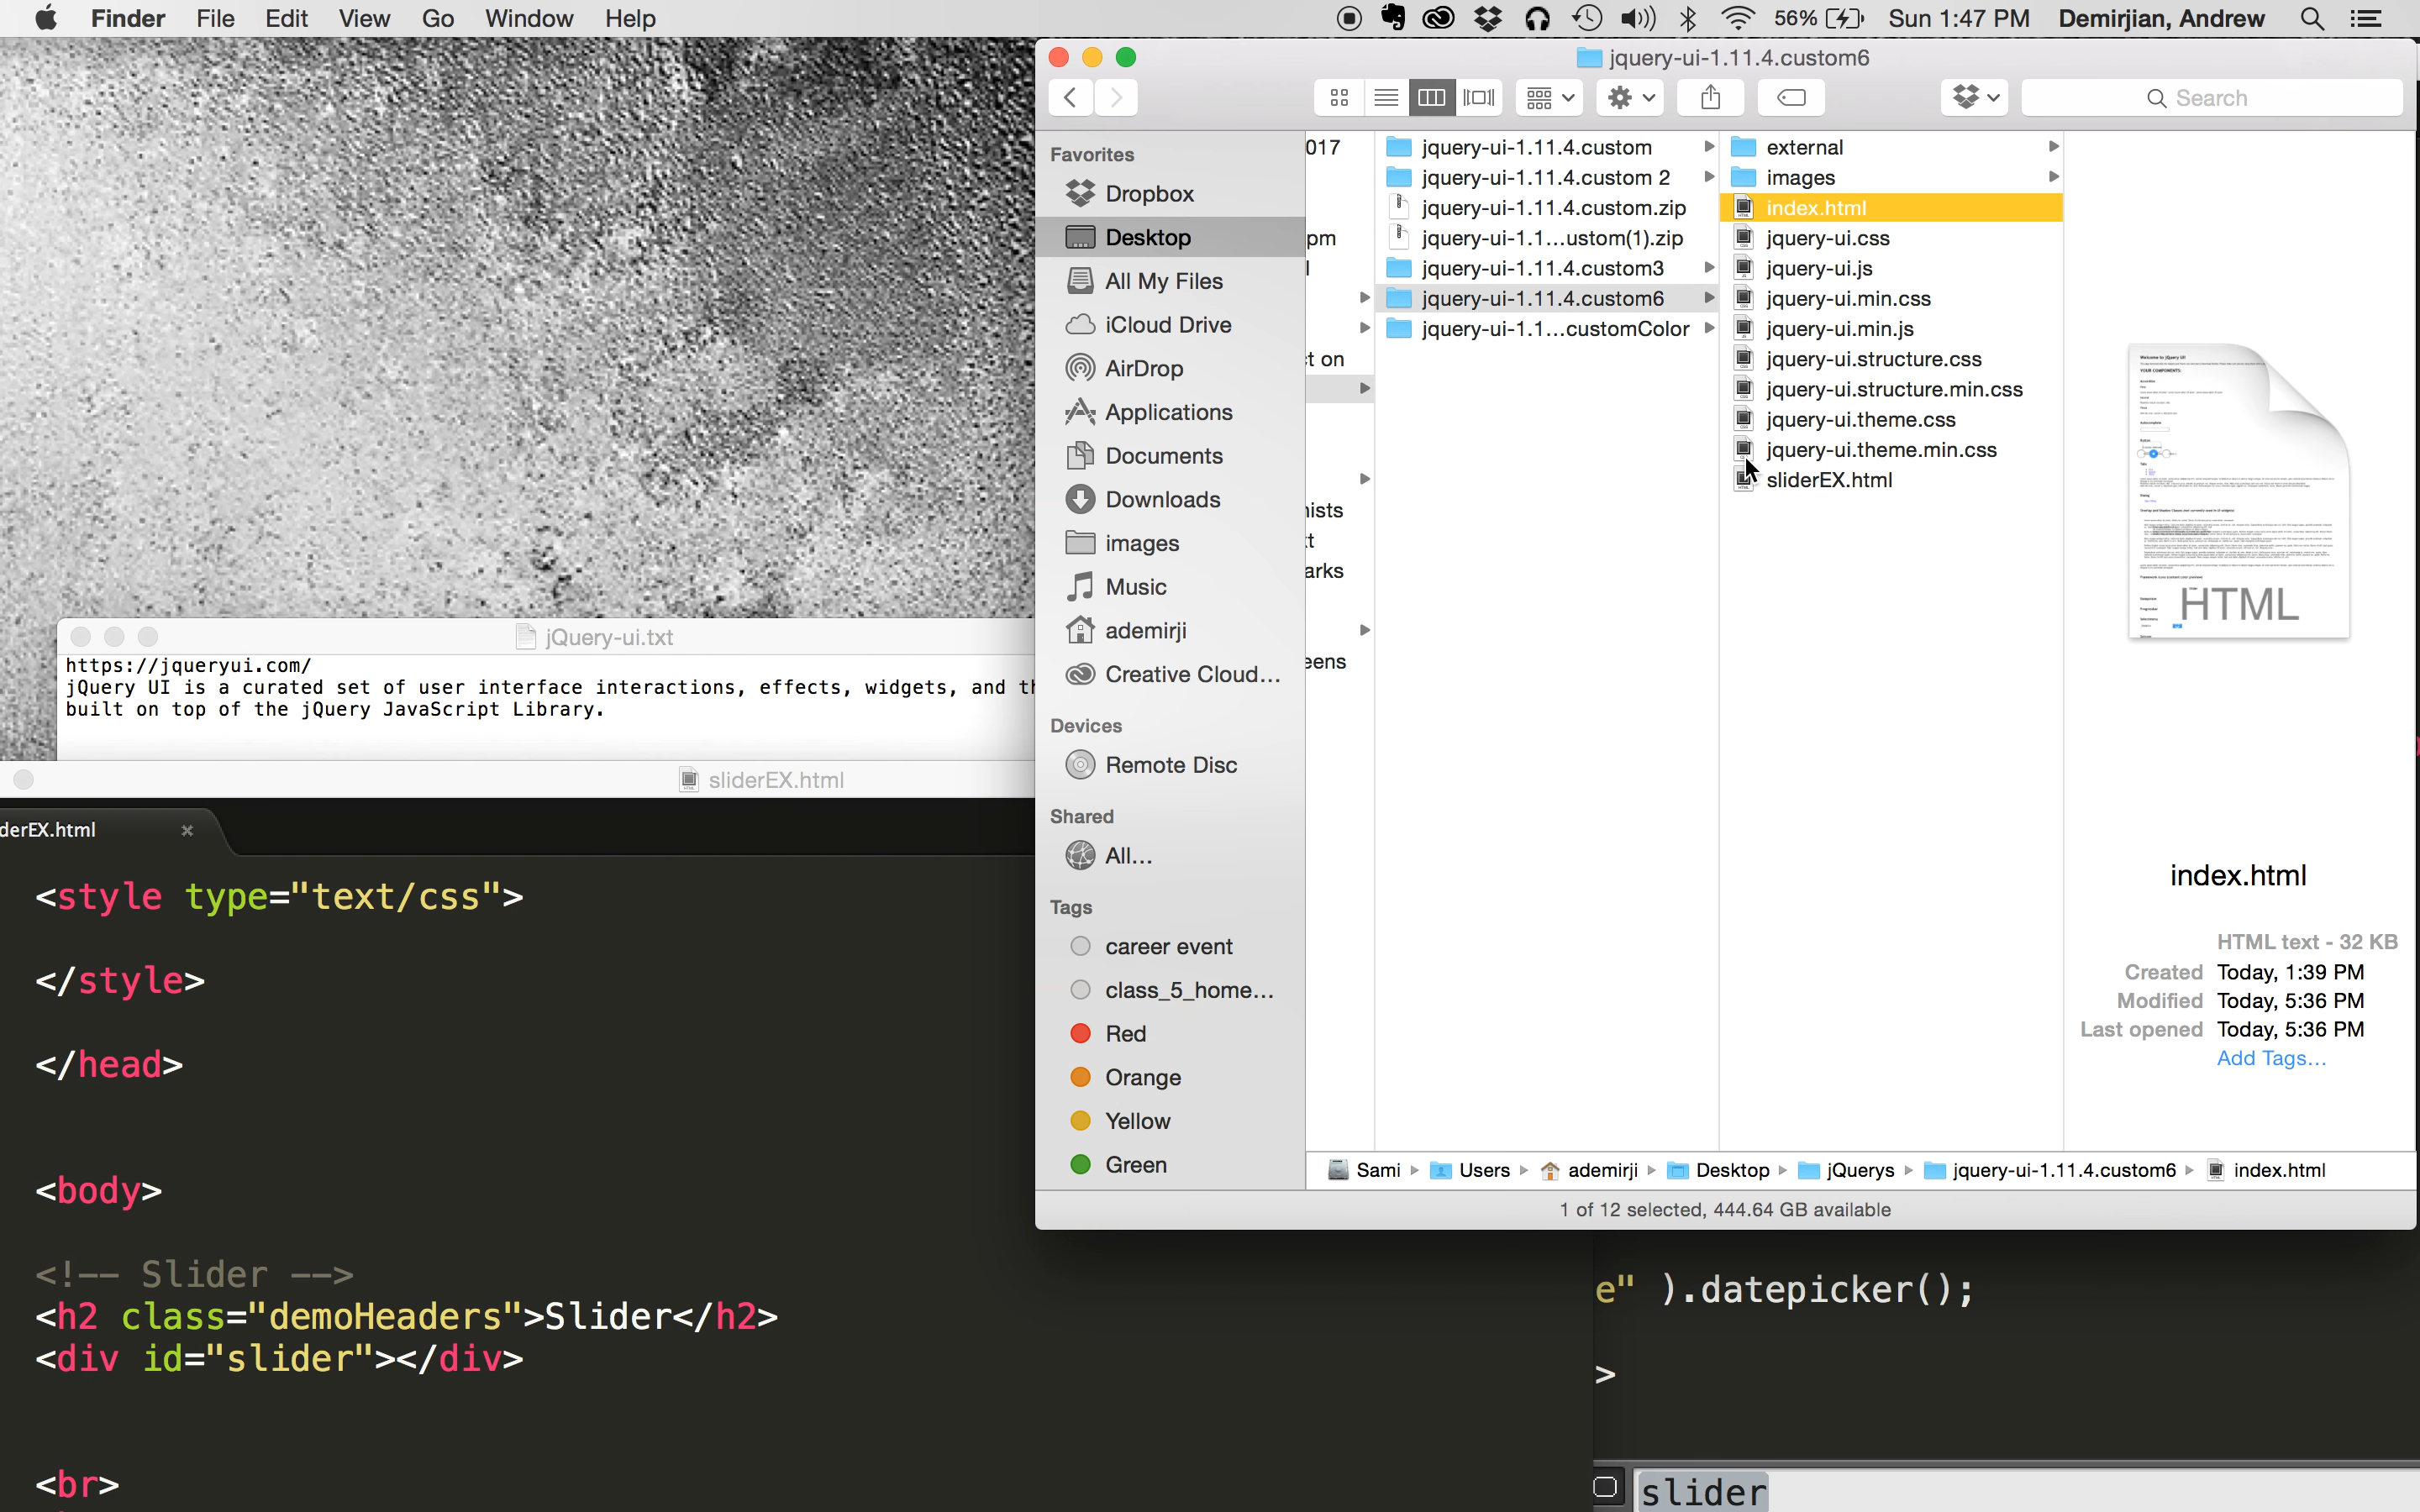 Finder File Edit View Go Window Help 56% Sun 1:47 PM Demirjian, Andrew
jquery-ui-1.11.4.custom6
Search
Favorites
Dropbox
Desktop
All My Files
iCloud Drive
AirDrop
Applications
Documents
Downloads
images
Music
ademirji
Creative Cloud...
Devices
Remote Disc
Shared
All...
Tags
career event
class_5_home...
Red
Orange
Yellow
Green
017
pm
l
t on
nists
t
arks
eens
jquery-ui-1.11.4.custom
jquery-ui-1.11.4.custom 2
jquery-ui-1.11.4.custom.zip
jquery-ui-1.1...ustom(1).zip
jquery-ui-1.11.4.custom3
jquery-ui-1.11.4.custom6
jquery-ui-1.1...customColor
external
images
index.html
jquery-ui.css
jquery-ui.js
jquery-ui.min.css
jquery-ui.min.js
jquery-ui.structure.css
jquery-ui.structure.min.css
jquery-ui.theme.css
jquery-ui.theme.min.css
sliderEX.html
Welcome to jQuery UI!
YOUR COMPONENTS:
HTML
index.html
HTML text - 32 KB
Created Today, 1:39 PM
Modified Today, 5:36 PM
Last opened Today, 5:36 PM
Add Tags...
Sami Users ademirji Desktop jQuerys jquery-ui-1.11.4.custom6 index.html
1 of 12 selected, 444.64 GB available
jQuery-ui.txt
https://jqueryui.com/
jQuery UI is a curated set of user interface interactions, effects, widgets, and th
built on top of the jQuery JavaScript Library.
sliderEX.html
derEX.html
<style type="text/css">
</style>
</head>
<body>
<!-- Slider -->
<h2 class="demoHeaders">Slider</h2>
<div id="slider"></div>
<br>
e" ).datepicker();
>
slider